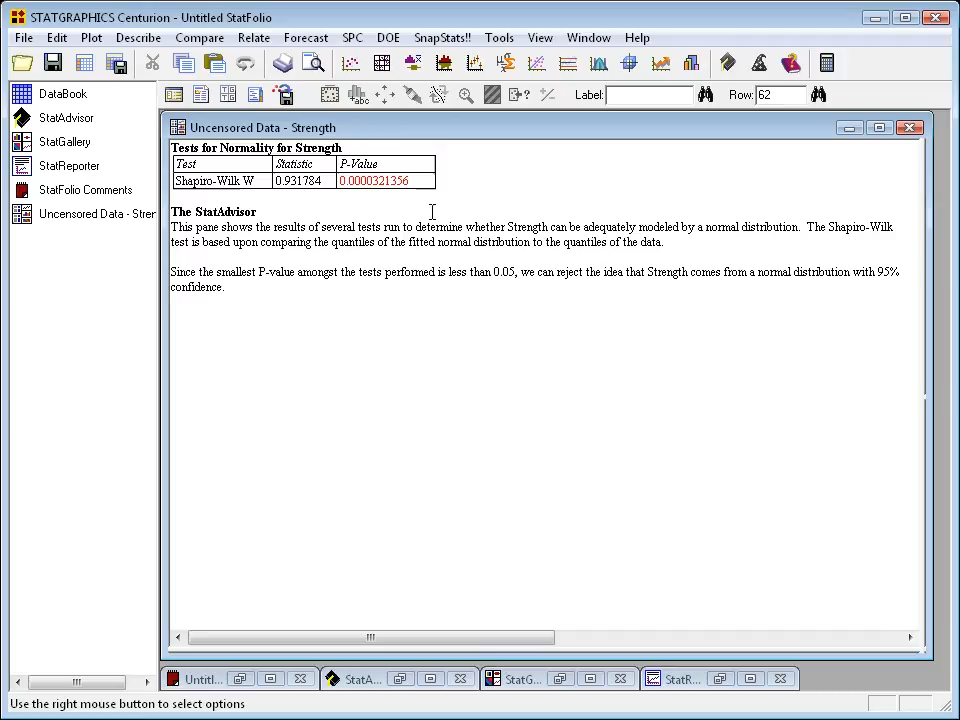 STATGRAPHICS Centurion - Untitled StatFolio
File Edit Plot Describe Compare Relate Forecast SPC DOE SnapStats!! Tools View Window Help
Label: Row: 62
DataBook
StatAdvisor
StatGallery
StatReporter
StatFolio Comments
Uncensored Data - Stren
Uncensored Data - Strength
Tests for Normality for Strength
Test Statistic P-Value
Shapiro-Wilk W 0.931784 0.0000321356
The StatAdvisor
This pane shows the results of several tests run to determine whether Strength can be adequately modeled by a normal distribution. The Shapiro-Wilk
test is based upon comparing the quantiles of the fitted normal distribution to the quantiles of the data.
Since the smallest P-value amongst the tests performed is less than 0.05, we can reject the idea that Strength comes from a normal distribution with 95%
confidence.
Untitl... StatA... StatG... StatR...
Use the right mouse button to select options